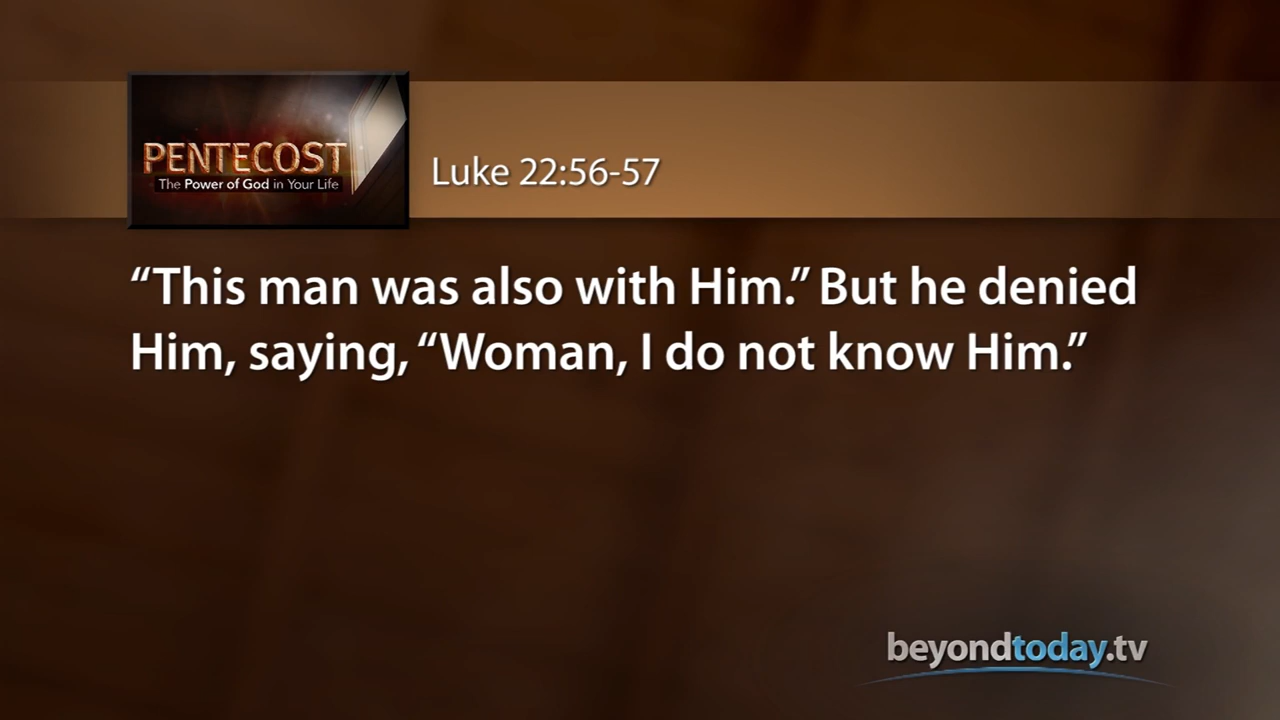 PENTECOST
The Power of God in Your Life
Luke 22:56-57
“This man was also with Him.” But he denied
Him, saying, “Woman, I do not know Him.”
beyondtoday.tv